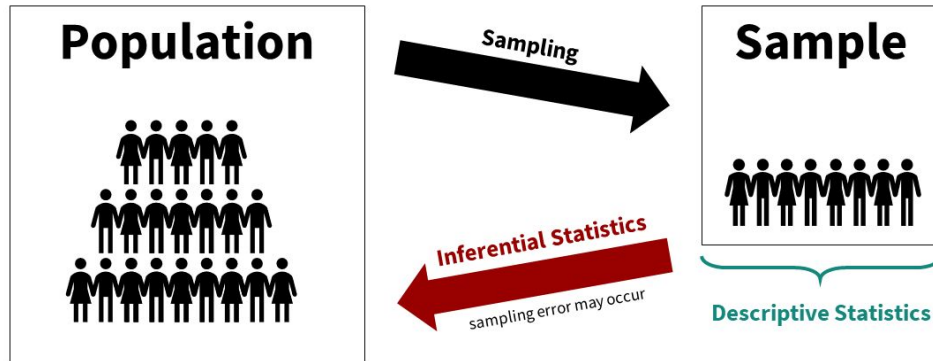 Population
Sampling
Sample
Inferential Statistics
sampling error may occur
Descriptive Statistics